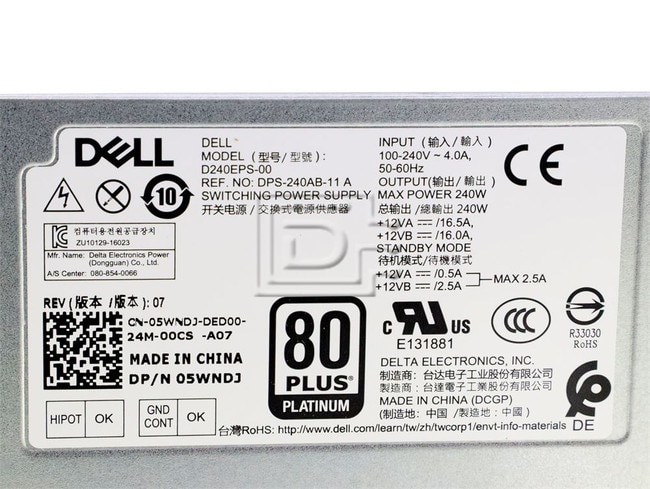 DELL
DELL
MODEL (型号/型號):
D240EPS-00
REF. NO: DPS-240AB-11 A
SWITCHING POWER SUPPLY
开关电源 / 交换式電源供應器
INPUT (输入/輸入)
100-240V ~ 4.0A,
50-60Hz
OUTPUT(输出/輸出)
MAX POWER 240W
总输出/總輸出 240W
+12VA ⎓/16.5A,
+12VB ⎓/16.0A,
STANDBY MODE
待机模式/待機模式
+12VA ⎓/0.5A
+12VB ⎓/2.5A
MAX 2.5A
CE
10
컴퓨터용전원공급장치
ZU10129-16023
Mfr. Name: Delta Electronics Power
(Dongguan) Co., Ltd.
A/S Center: 080-854-0066
REV (版本 /版本): 07
CN-05WNDJ-DED00-
24M-00CS -A07
MADE IN CHINA
DP/N 05WNDJ
HIPOT OK
GND
CONT OK
80
PLUS
PLATINUM
c UR us
E131881
CCC
R33030
RoHS
DELTA ELECTRONICS, INC.
制造商: 台达电子工业股份有限公司
製造商: 台達電子工業股份有限公司
MADE IN CHINA (DCGP)
(制造地: 中国 /製造地: 中國)
DE
台灣RoHS: http://www.dell.com/learn/tw/zh/twcorp1/envt-info-materials